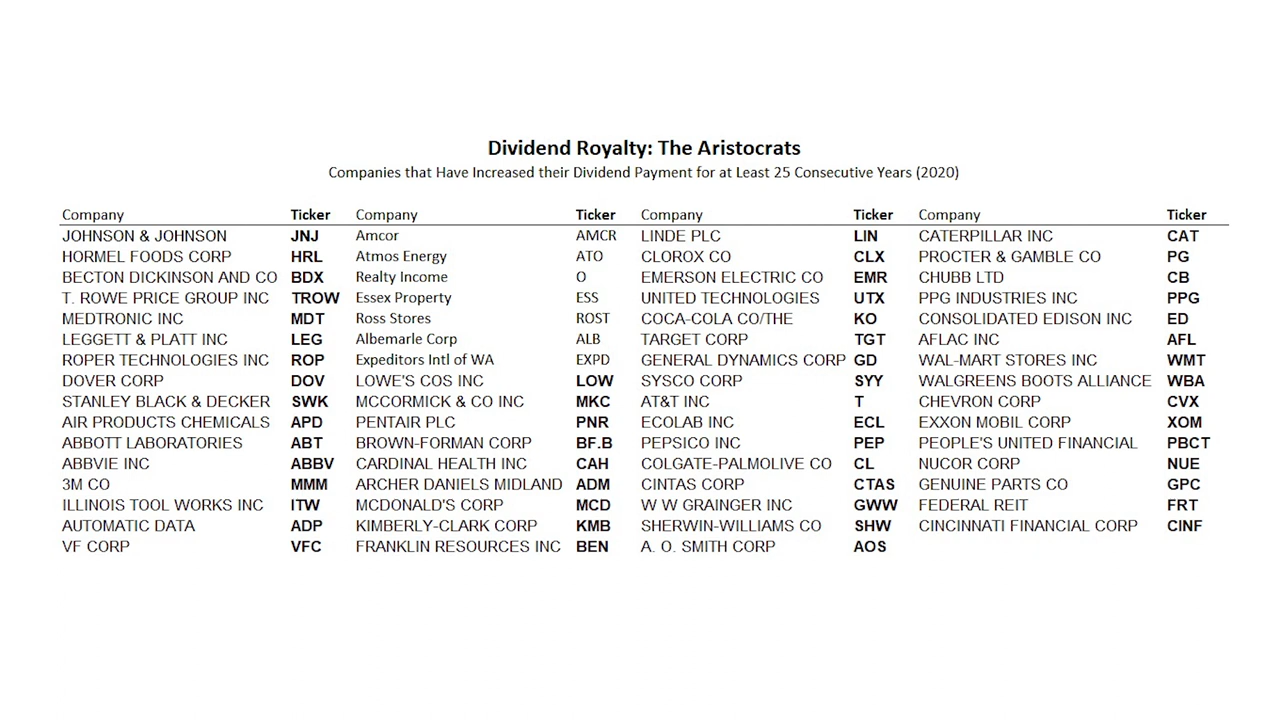 Dividend Royalty: The Aristocrats
Companies that Have Increased their Dividend Payment for at Least 25 Consecutive Years (2020)
Company Ticker Company Ticker Company Ticker Company Ticker
JOHNSON & JOHNSON JNJ Amcor AMCR LINDE PLC LIN CATERPILLAR INC CAT
HORMEL FOODS CORP HRL Atmos Energy ATO CLOROX CO CLX PROCTER & GAMBLE CO PG
BECTON DICKINSON AND CO BDX Realty Income O EMERSON ELECTRIC CO EMR CHUBB LTD CB
T. ROWE PRICE GROUP INC TROW Essex Property ESS UNITED TECHNOLOGIES UTX PPG INDUSTRIES INC PPG
MEDTRONIC INC MDT Ross Stores ROST COCA-COLA CO/THE KO CONSOLIDATED EDISON INC ED
LEGGETT & PLATT INC LEG Albemarle Corp ALB TARGET CORP TGT AFLAC INC AFL
ROPER TECHNOLOGIES INC ROP Expeditors Intl of WA EXPD GENERAL DYNAMICS CORP GD WAL-MART STORES INC WMT
DOVER CORP DOV LOWE'S COS INC LOW SYSCO CORP SYY WALGREENS BOOTS ALLIANCE WBA
STANLEY BLACK & DECKER SWK MCCORMICK & CO INC MKC AT&T INC T CHEVRON CORP CVX
AIR PRODUCTS CHEMICALS APD PENTAIR PLC PNR ECOLAB INC ECL EXXON MOBIL CORP XOM
ABBOTT LABORATORIES ABT BROWN-FORMAN CORP BF.B PEPSICO INC PEP PEOPLE'S UNITED FINANCIAL PBCT
ABBVIE INC ABBV CARDINAL HEALTH INC CAH COLGATE-PALMOLIVE CO CL NUCOR CORP NUE
3M CO MMM ARCHER DANIELS MIDLAND ADM CINTAS CORP CTAS GENUINE PARTS CO GPC
ILLINOIS TOOL WORKS INC ITW MCDONALD'S CORP MCD W W GRAINGER INC GWW FEDERAL REIT FRT
AUTOMATIC DATA ADP KIMBERLY-CLARK CORP KMB SHERWIN-WILLIAMS CO SHW CINCINNATI FINANCIAL CORP CINF
VF CORP VFC FRANKLIN RESOURCES INC BEN A. O. SMITH CORP AOS